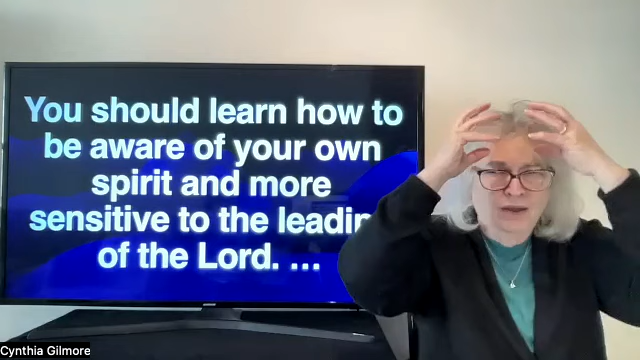 You should learn how to
be aware of your own
spirit and more
sensitive to the leadin
of the Lord. ...
Cynthia Gilmore